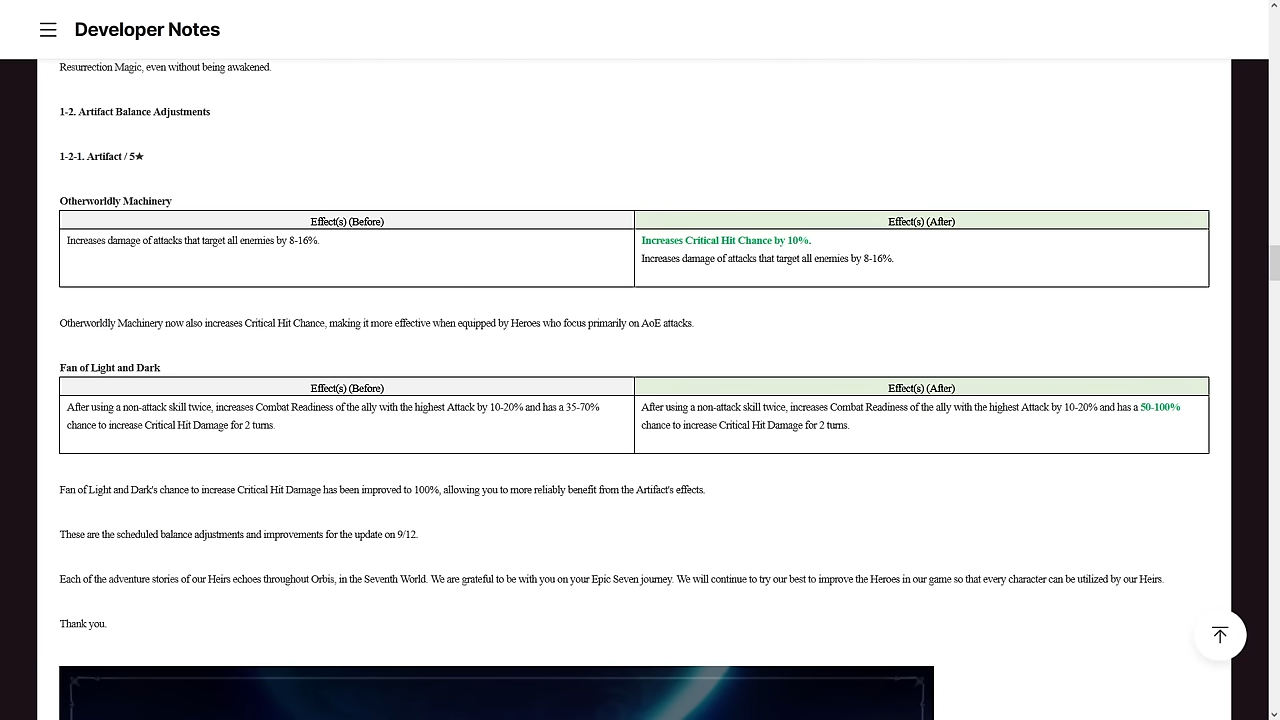 Developer Notes
Resurrection Magic, even without being awakened.
1-2. Artifact Balance Adjustments
1-2-1. Artifact / 5★
Otherworldly Machinery
Effect(s) (Before)
Effect(s) (After)
Increases damage of attacks that target all enemies by 8-16%.
Increases Critical Hit Chance by 10%.
Increases damage of attacks that target all enemies by 8-16%.
Otherworldly Machinery now also increases Critical Hit Chance, making it more effective when equipped by Heroes who focus primarily on AoE attacks.
Fan of Light and Dark
Effect(s) (Before)
Effect(s) (After)
After using a non-attack skill twice, increases Combat Readiness of the ally with the highest Attack by 10-20% and has a 35-70%
chance to increase Critical Hit Damage for 2 turns.
After using a non-attack skill twice, increases Combat Readiness of the ally with the highest Attack by 10-20% and has a 50-100%
chance to increase Critical Hit Damage for 2 turns.
Fan of Light and Dark's chance to increase Critical Hit Damage has been improved to 100%, allowing you to more reliably benefit from the Artifact's effects.
These are the scheduled balance adjustments and improvements for the update on 9/12.
Each of the adventure stories of our Heirs echoes throughout Orbis, in the Seventh World. We are grateful to be with you on your Epic Seven journey. We will continue to try our best to improve the Heroes in our game so that every character can be utilized by our Heirs.
Thank you.